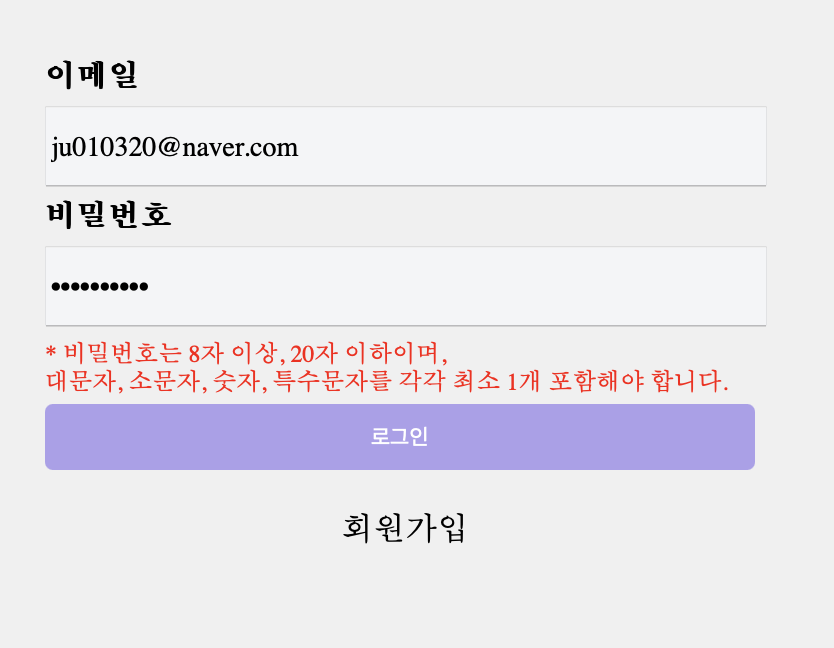 이메일
ju010320@naver.com
비밀번호
••••••••••
* 비밀번호는 8자 이상, 20자 이하이며,
대문자, 소문자, 숫자, 특수문자를 각각 최소 1개 포함해야 합니다.
로그인
회원가입